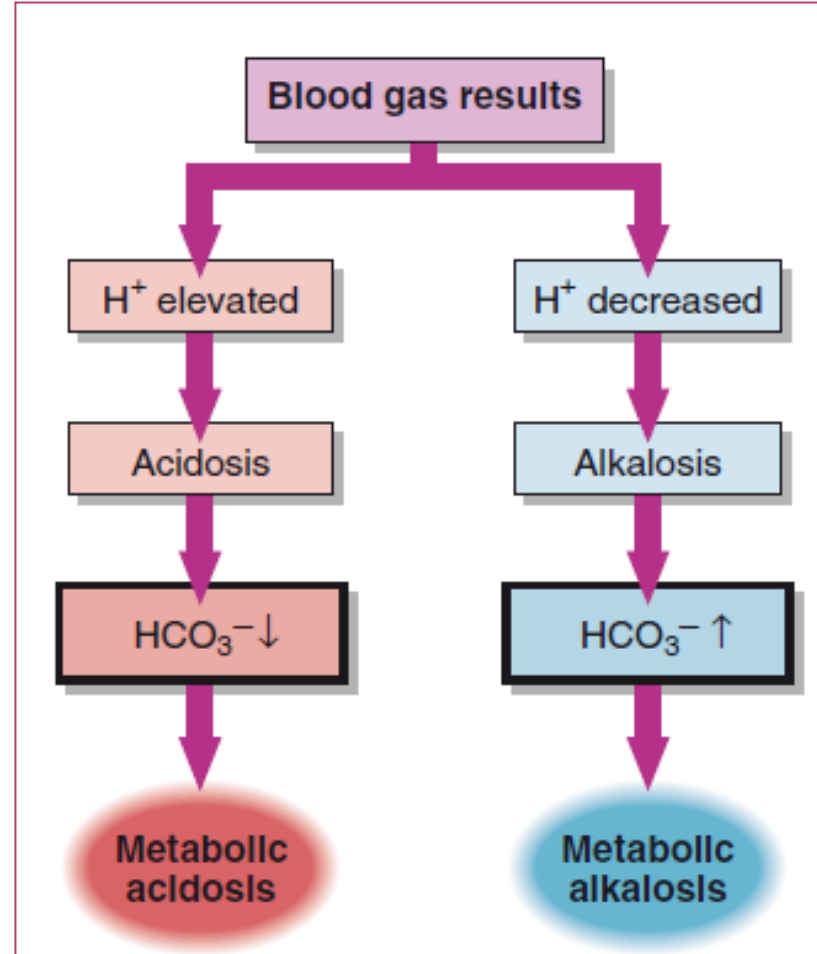 Blood gas results
H⁺ elevated
H⁺ decreased
Acidosis
Alkalosis
HCO₃⁻↓
HCO₃⁻ ↑
Metabolic
acidosis
Metabolic
alkalosis